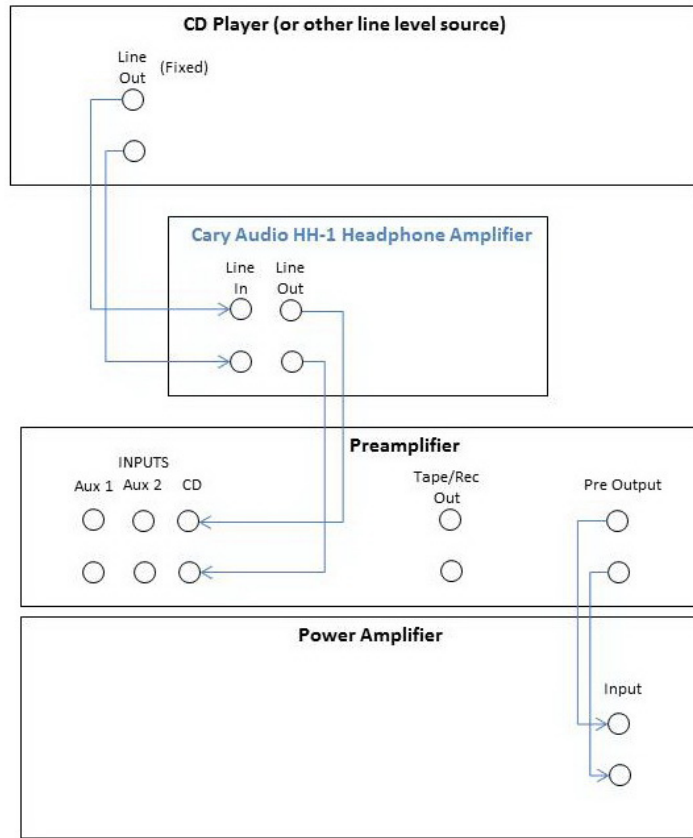 CD Player (or other line level source)
Line
Out
(Fixed)
Cary Audio HH-1 Headphone Amplifier
Line
In
Line
Out
Preamplifier
INPUTS
Aux 1 Aux 2 CD
Tape/Rec
Out
Pre Output
Power Amplifier
Input